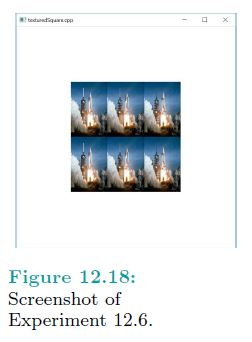 texturedSquare.cpp
Figure 12.18:
Screenshot of
Experiment 12.6.